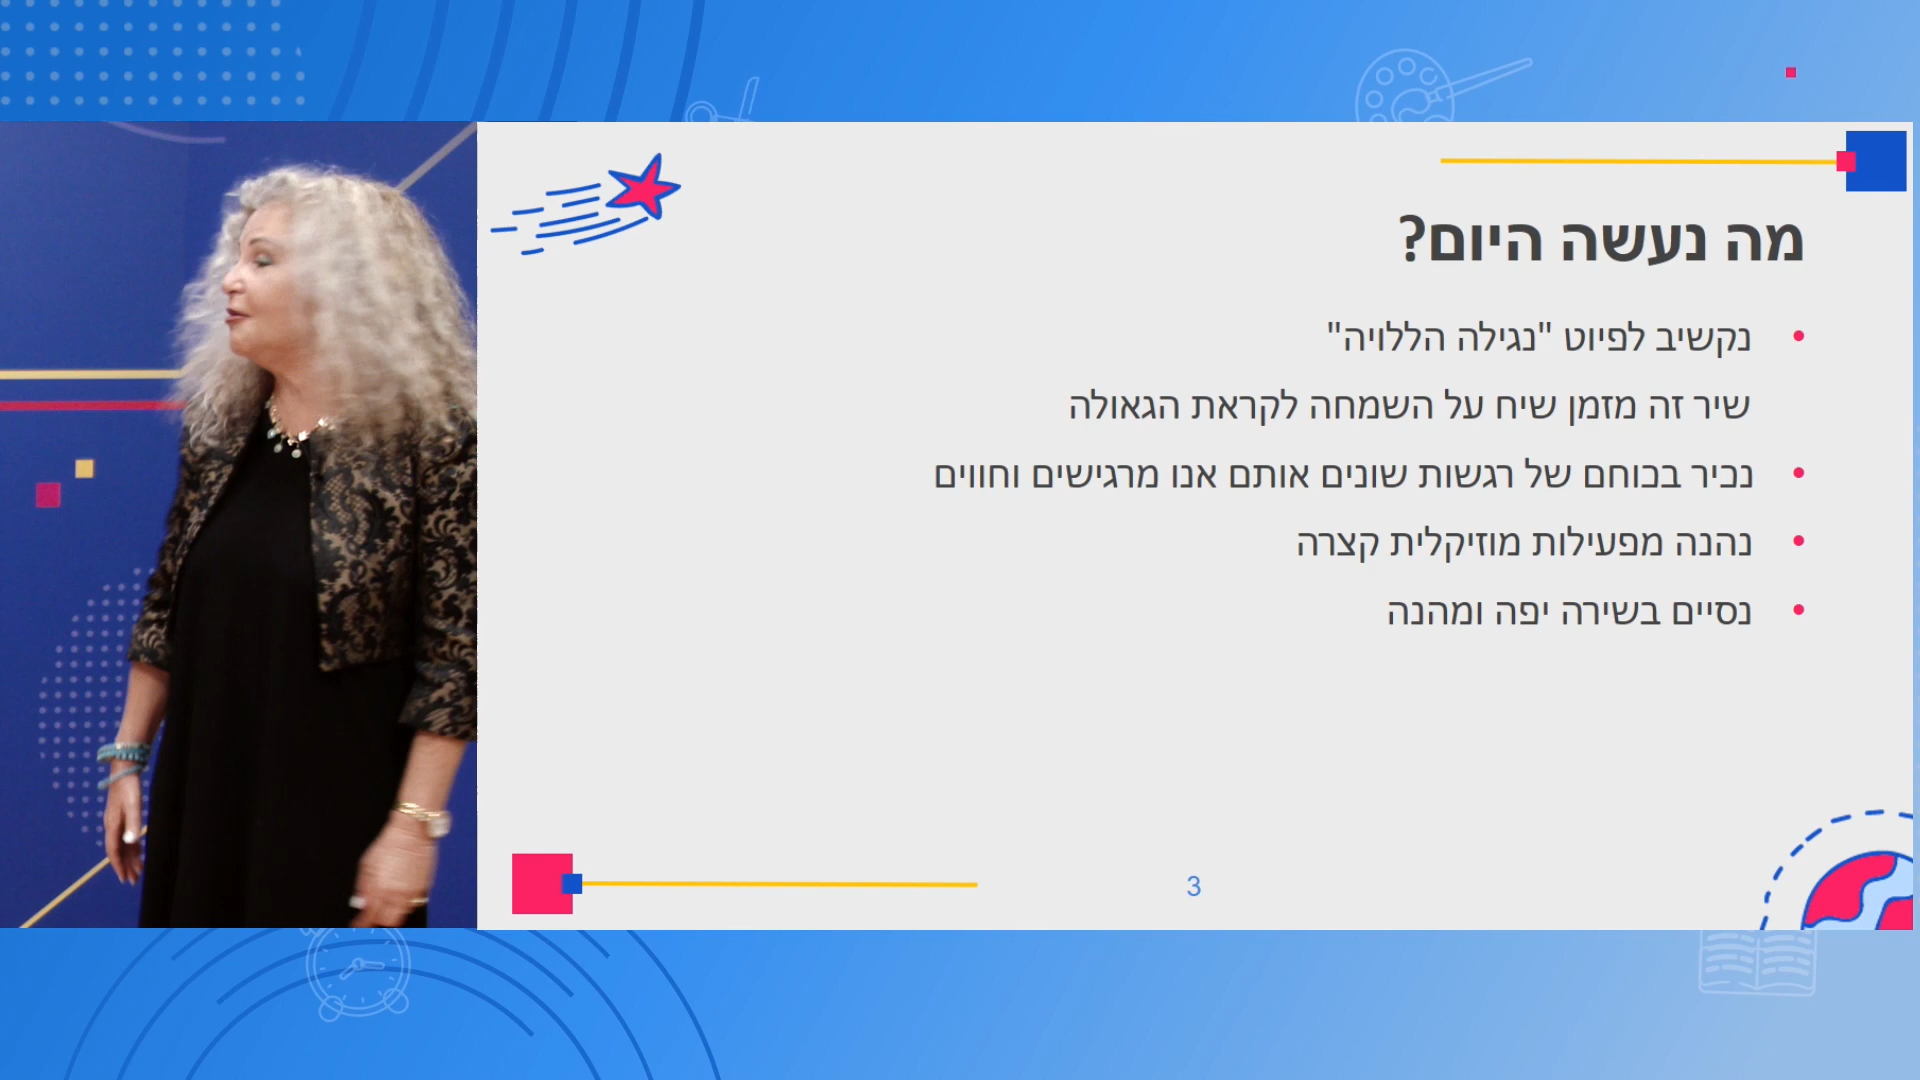 מה נעשה היום?
נקשיב לפיוט "נגילה הללויה"
שיר זה מזמן שיח על השמחה לקראת הגאולה
נכיר בכוחם של רגשות שונים אותם אנו מרגישים וחווים
נהנה מפעילות מוזיקלית קצרה
נסיים בשירה יפה ומהנה
3